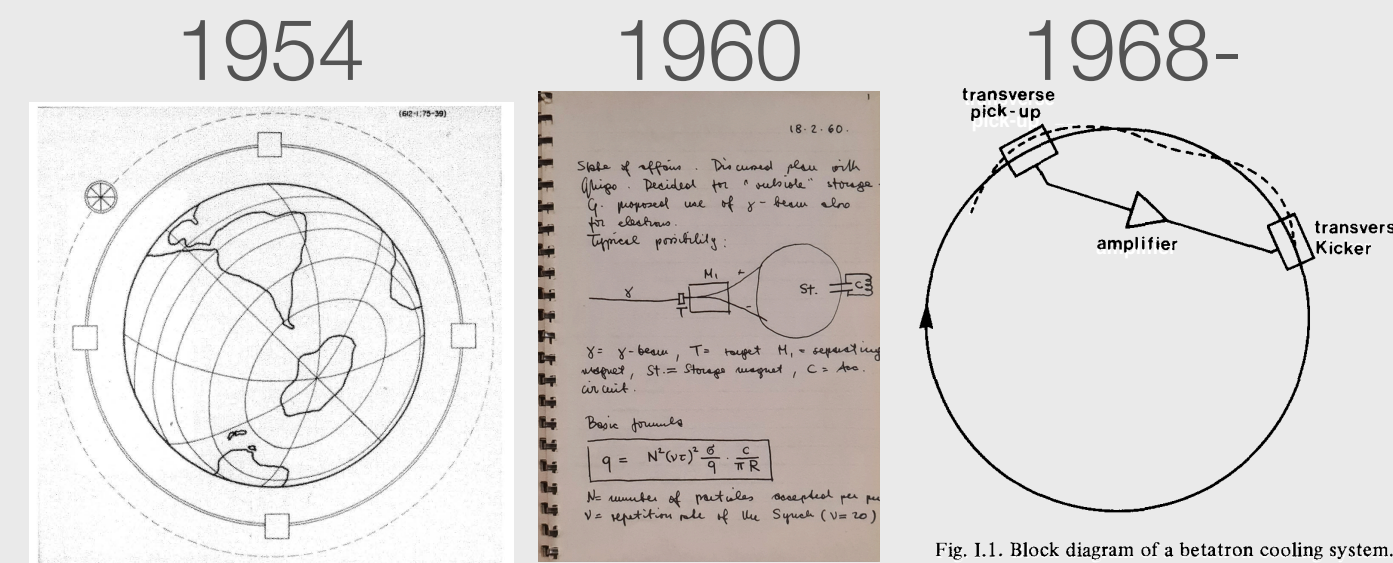 1954
1960
1968-
(612-1;75-39)
1
18.2.60.
State of affairs. Discussed plan with
Ghigo. Decided for "outside" storage
G. proposed use of γ-beam also
for electrons.
Typical possibility:
γ
T
M₁
+
-
St.
C
γ = γ-beam, T = target M₁ = separating
magnet, St. = Storage magnet, C = Acc.
circuit.
Basic formula
q = N²(ντ)² σ/q · c/πR
N = number of particles accepted per pu
ν = repetition rate of the Synch (ν=20)
transverse
pick-up
amplifier
transvers
Kicker
Fig. I.1. Block diagram of a betatron cooling system.